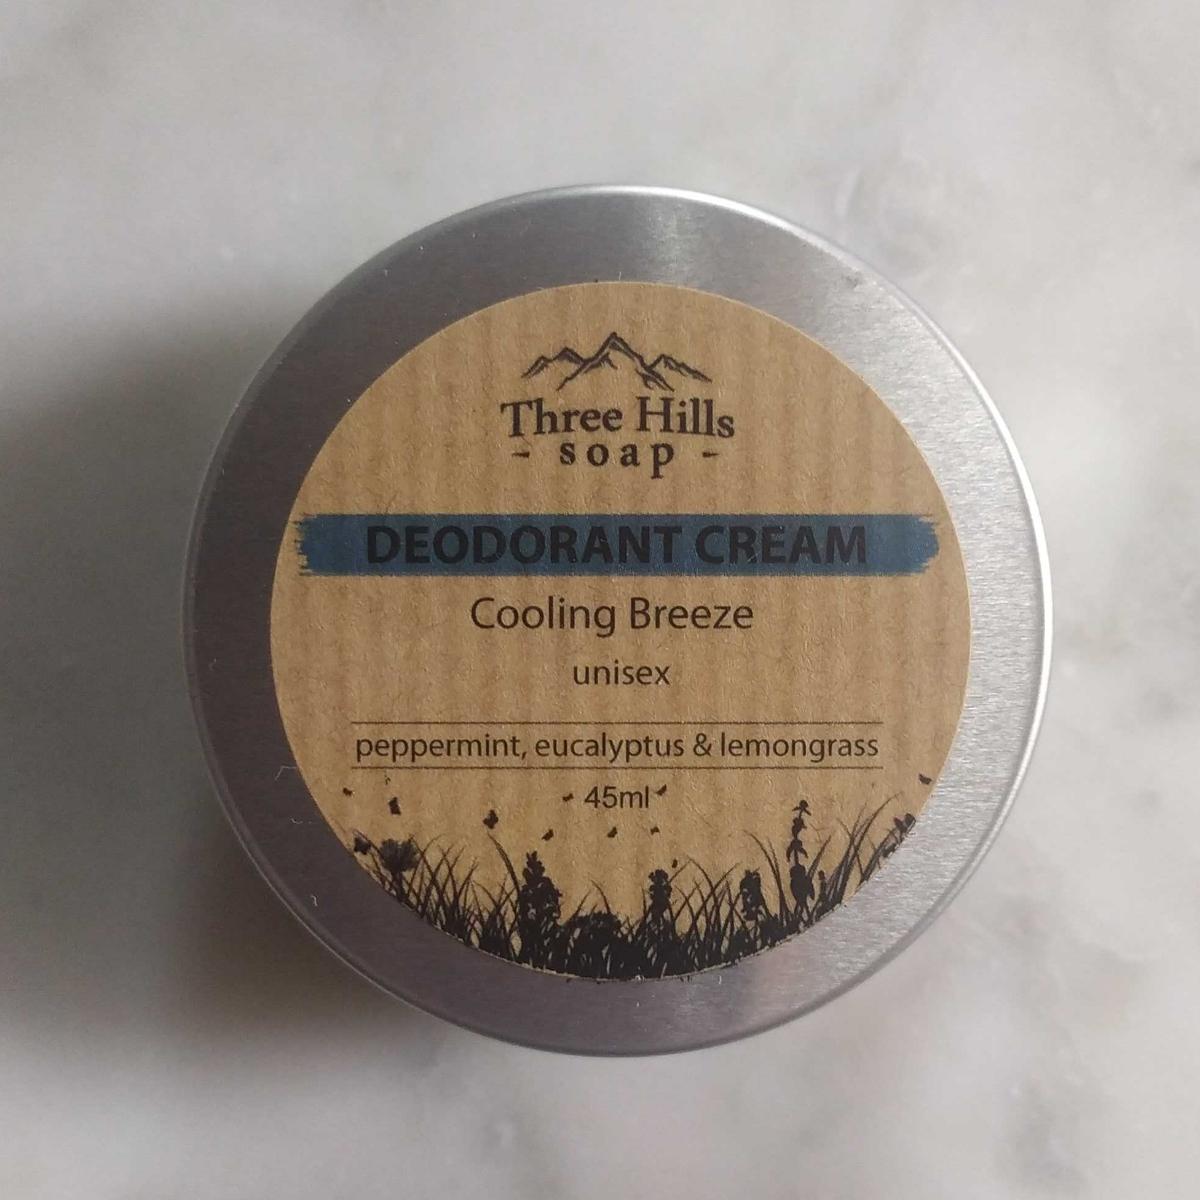 Three Hills
- soap -
DEODORANT CREAM
Cooling Breeze
unisex
peppermint, eucalyptus & lemongrass
45ml